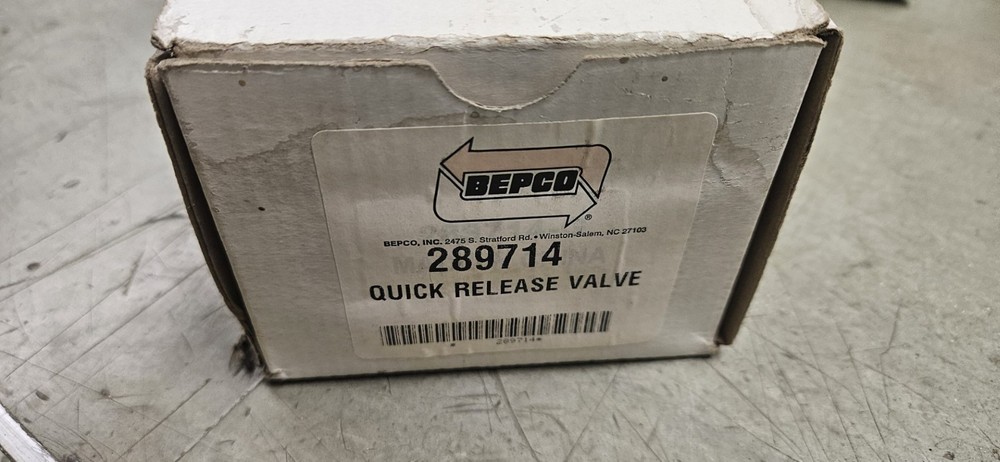 BEPCO
®
BEPCO, INC. 2475 S. Stratford Rd. • Winston-Salem, NC 27103
289714
QUICK RELEASE VALVE
*289714*